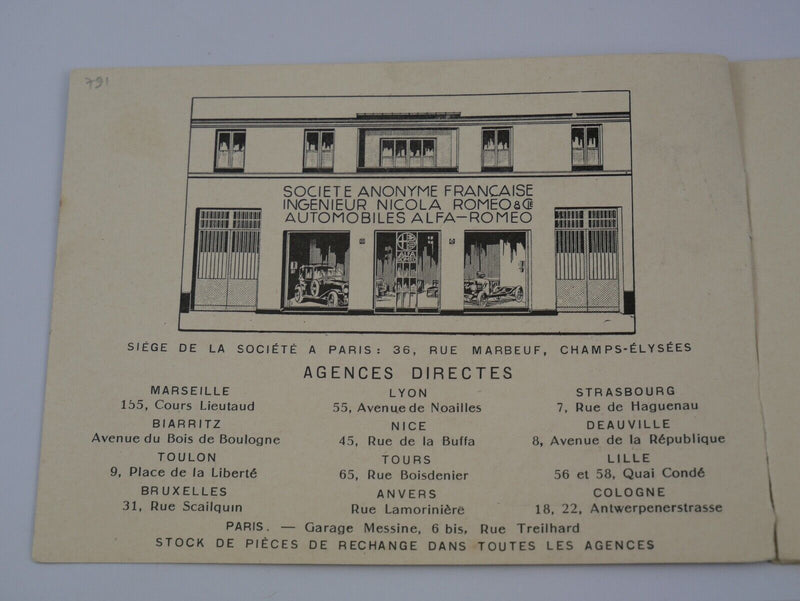 791
SOCIETE ANONYME FRANÇAISE
INGENIEUR NICOLA ROMEO & CIE
AUTOMOBILES ALFA-ROMEO
ALFA
ROMEO
SIÉGE DE LA SOCIÉTÉ A PARIS: 36, RUE MARBEUF, CHAMPS-ÉLYSÉES
AGENCES DIRECTES
MARSEILLE LYON STRASBOURG
155, Cours Lieutaud 55, Avenue de Noailles 7, Rue de Haguenau
BIARRITZ NICE DEAUVILLE
Avenue du Bois de Boulogne 45, Rue de la Buffa 8, Avenue de la République
TOULON TOURS LILLE
9, Place de la Liberté 65, Rue Boisdenier 56 et 58, Quai Condé
BRUXELLES ANVERS COLOGNE
31, Rue Scailquin Rue Lamorinière 18, 22, Antwerpenerstrasse
PARIS. — Garage Messine, 6 bis, Rue Treilhard
STOCK DE PIÈCES DE RECHANGE DANS TOUTES LES AGENCES